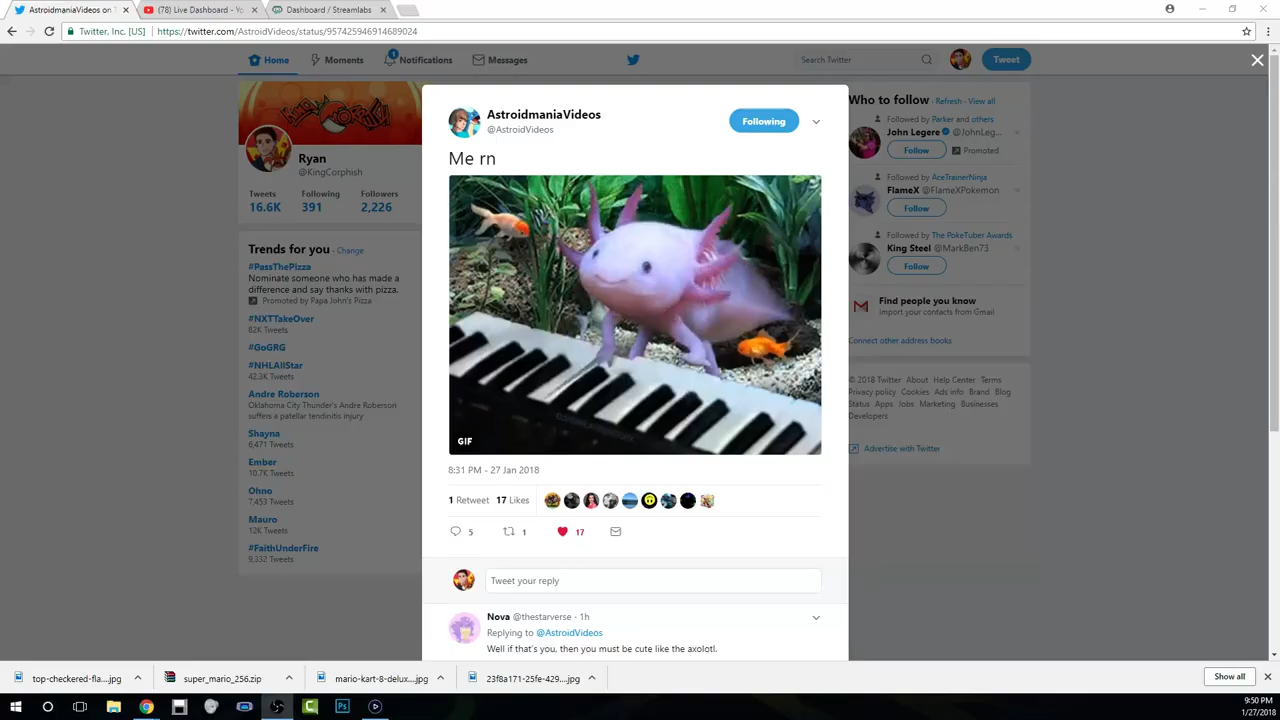 AstroidmaniaVideos on T
(78) Live Dashboard - Yo
Dashboard / Streamlabs
Twitter, Inc. [US]
https://twitter.com/AstroidVideos/status/957425946914689024
Home
Moments
1
Notifications
Messages
Search Twitter
Tweet
Ryan
@KingCorphish
Tweets Following Followers
16.6K 391 2,226
Trends for you · Change
#PassThePizza
Nominate someone who has made a
difference and say thanks with pizza.
Promoted by Papa John's Pizza
#NXTTakeOver
82K Tweets
#GoGRG
#NHLAllStar
42.3K Tweets
Andre Roberson
Oklahoma City Thunder's Andre Roberson
suffers a patellar tendinitis injury
Shayna
6,471 Tweets
Ember
10.7K Tweets
Ohno
7,453 Tweets
Mauro
12K Tweets
#FaithUnderFire
9,332 Tweets
AstroidmaniaVideos
@AstroidVideos
Following
Me rn
GIF
8:31 PM - 27 Jan 2018
1 Retweet 17 Likes
5 1 17
Tweet your reply
Nova @thestarverse · 1h
Replying to @AstroidVideos
Well if that's you, then you must be cute like the axolotl.
Who to follow · Refresh · View all
Followed by Parker and others
John Legere @JohnLeg...
Follow
Promoted
Followed by AceTrainerNinja
FlameX @FlameXPokemon
Follow
Followed by The PokeTuber Awards
King Steel @MarkBen73
Follow
Find people you know
Import your contacts from Gmail
Connect other address books
© 2018 Twitter About Help Center Terms
Privacy policy Cookies Ads info Brand Blog
Status Apps Jobs Marketing Businesses
Developers
Advertise with Twitter
top-checkered-fla....jpg
super_mario_256.zip
mario-kart-8-delux....jpg
23f8a171-25fe-429....jpg
Show all
9:50 PM
1/27/2018